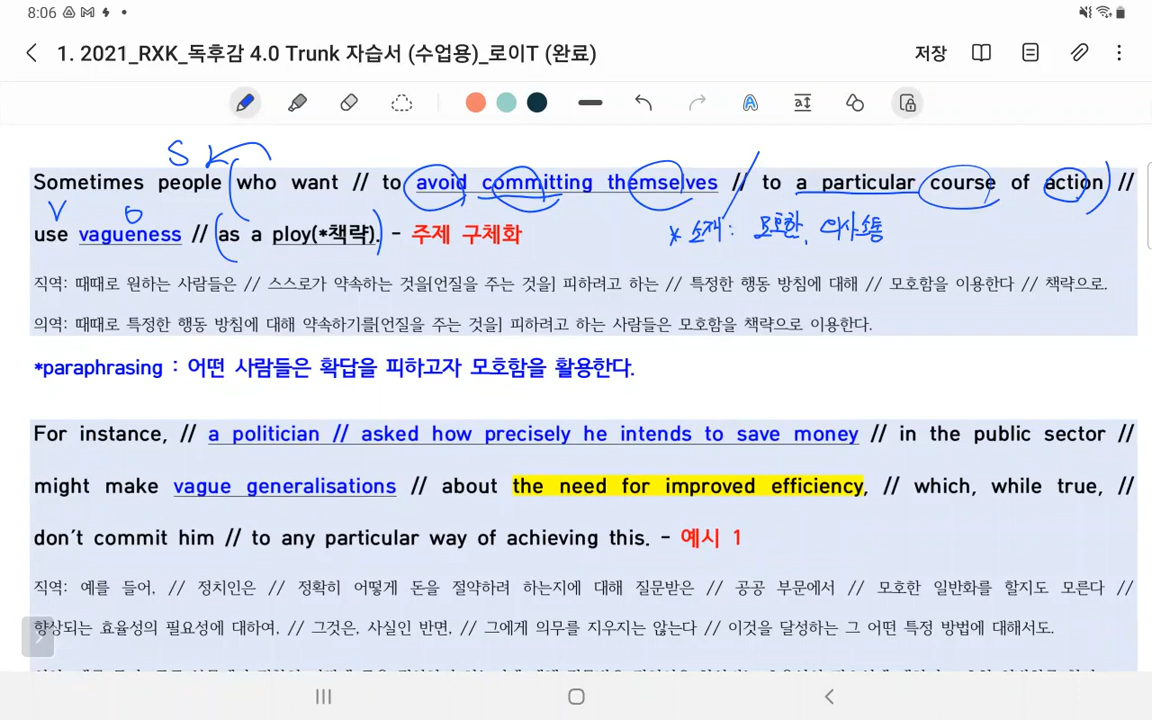 8:06
1. 2021_RXK_독후감 4.0 Trunk 자습서 (수업용)_로이T (완료)
저장
S
Sometimes people (who want // to avoid committing themselves // to a particular course of action) //
V O
use vagueness // (as a ploy(*책략). - 주제 구체화
* 소재: 모호한, 의사소통
직역: 때때로 원하는 사람들은 // 스스로가 약속하는 것을[언질을 주는 것을] 피하려고 하는 // 특정한 행동 방침에 대해 // 모호함을 이용한다 // 책략으로.
의역: 때때로 특정한 행동 방침에 대해 약속하기를[언질을 주는 것을] 피하려고 하는 사람들은 모호함을 책략으로 이용한다.
*paraphrasing : 어떤 사람들은 확답을 피하고자 모호함을 활용한다.
For instance, // a politician // asked how precisely he intends to save money // in the public sector //
might make vague generalisations // about the need for improved efficiency, // which, while true, //
don't commit him // to any particular way of achieving this. - 예시 1
직역: 예를 들어, // 정치인은 // 정확히 어떻게 돈을 절약하려 하는지에 대해 질문받은 // 공공 부문에서 // 모호한 일반화를 할지도 모른다 //
향상되는 효율성의 필요성에 대하여, // 그것은, 사실인 반면, // 그에게 의무를 지우지는 않는다 // 이것을 달성하는 그 어떤 특정 방법에 대해서도.